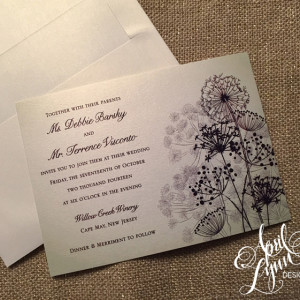 Together with their parents
Ms. Debbie Barsky
and
Mr. Terrence Visconto
invite you to join them at their wedding
Friday, the seventeenth of October
two thousand fourteen
at six o'clock in the evening
Willow Creek Winery
Cape May, New Jersey
Dinner & Merriment to follow
April
Lynn
DESIGNS